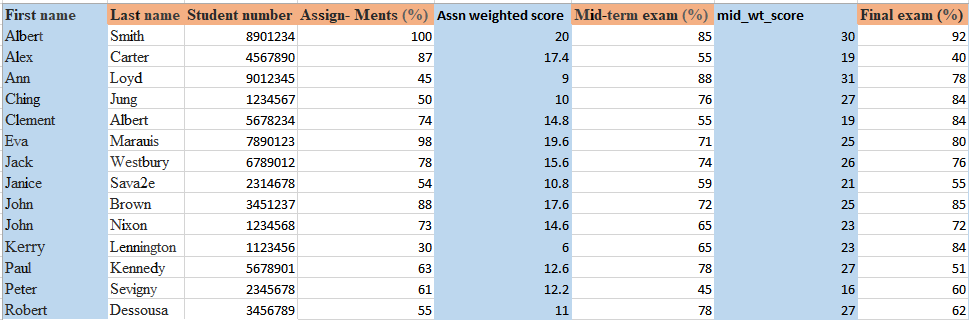 First name Last name Student number Assign- Ments (%) Assn weighted score Mid-term exam (%) mid_wt_score Final exam (%)
Albert Smith 8901234 100 20 85 30 92
Alex Carter 4567890 87 17.4 55 19 40
Ann Loyd 9012345 45 9 88 31 78
Ching Jung 1234567 50 10 76 27 84
Clement Albert 5678234 74 14.8 55 19 84
Eva Marauis 7890123 98 19.6 71 25 80
Jack Westbury 6789012 78 15.6 74 26 76
Janice Sava2e 2314678 54 10.8 59 21 55
John Brown 3451237 88 17.6 72 25 85
John Nixon 1234568 73 14.6 65 23 72
Kerry Lennington 1123456 30 6 65 23 84
Paul Kennedy 5678901 63 12.6 78 27 51
Peter Sevigny 2345678 61 12.2 45 16 60
Robert Dessousa 3456789 55 11 78 27 62